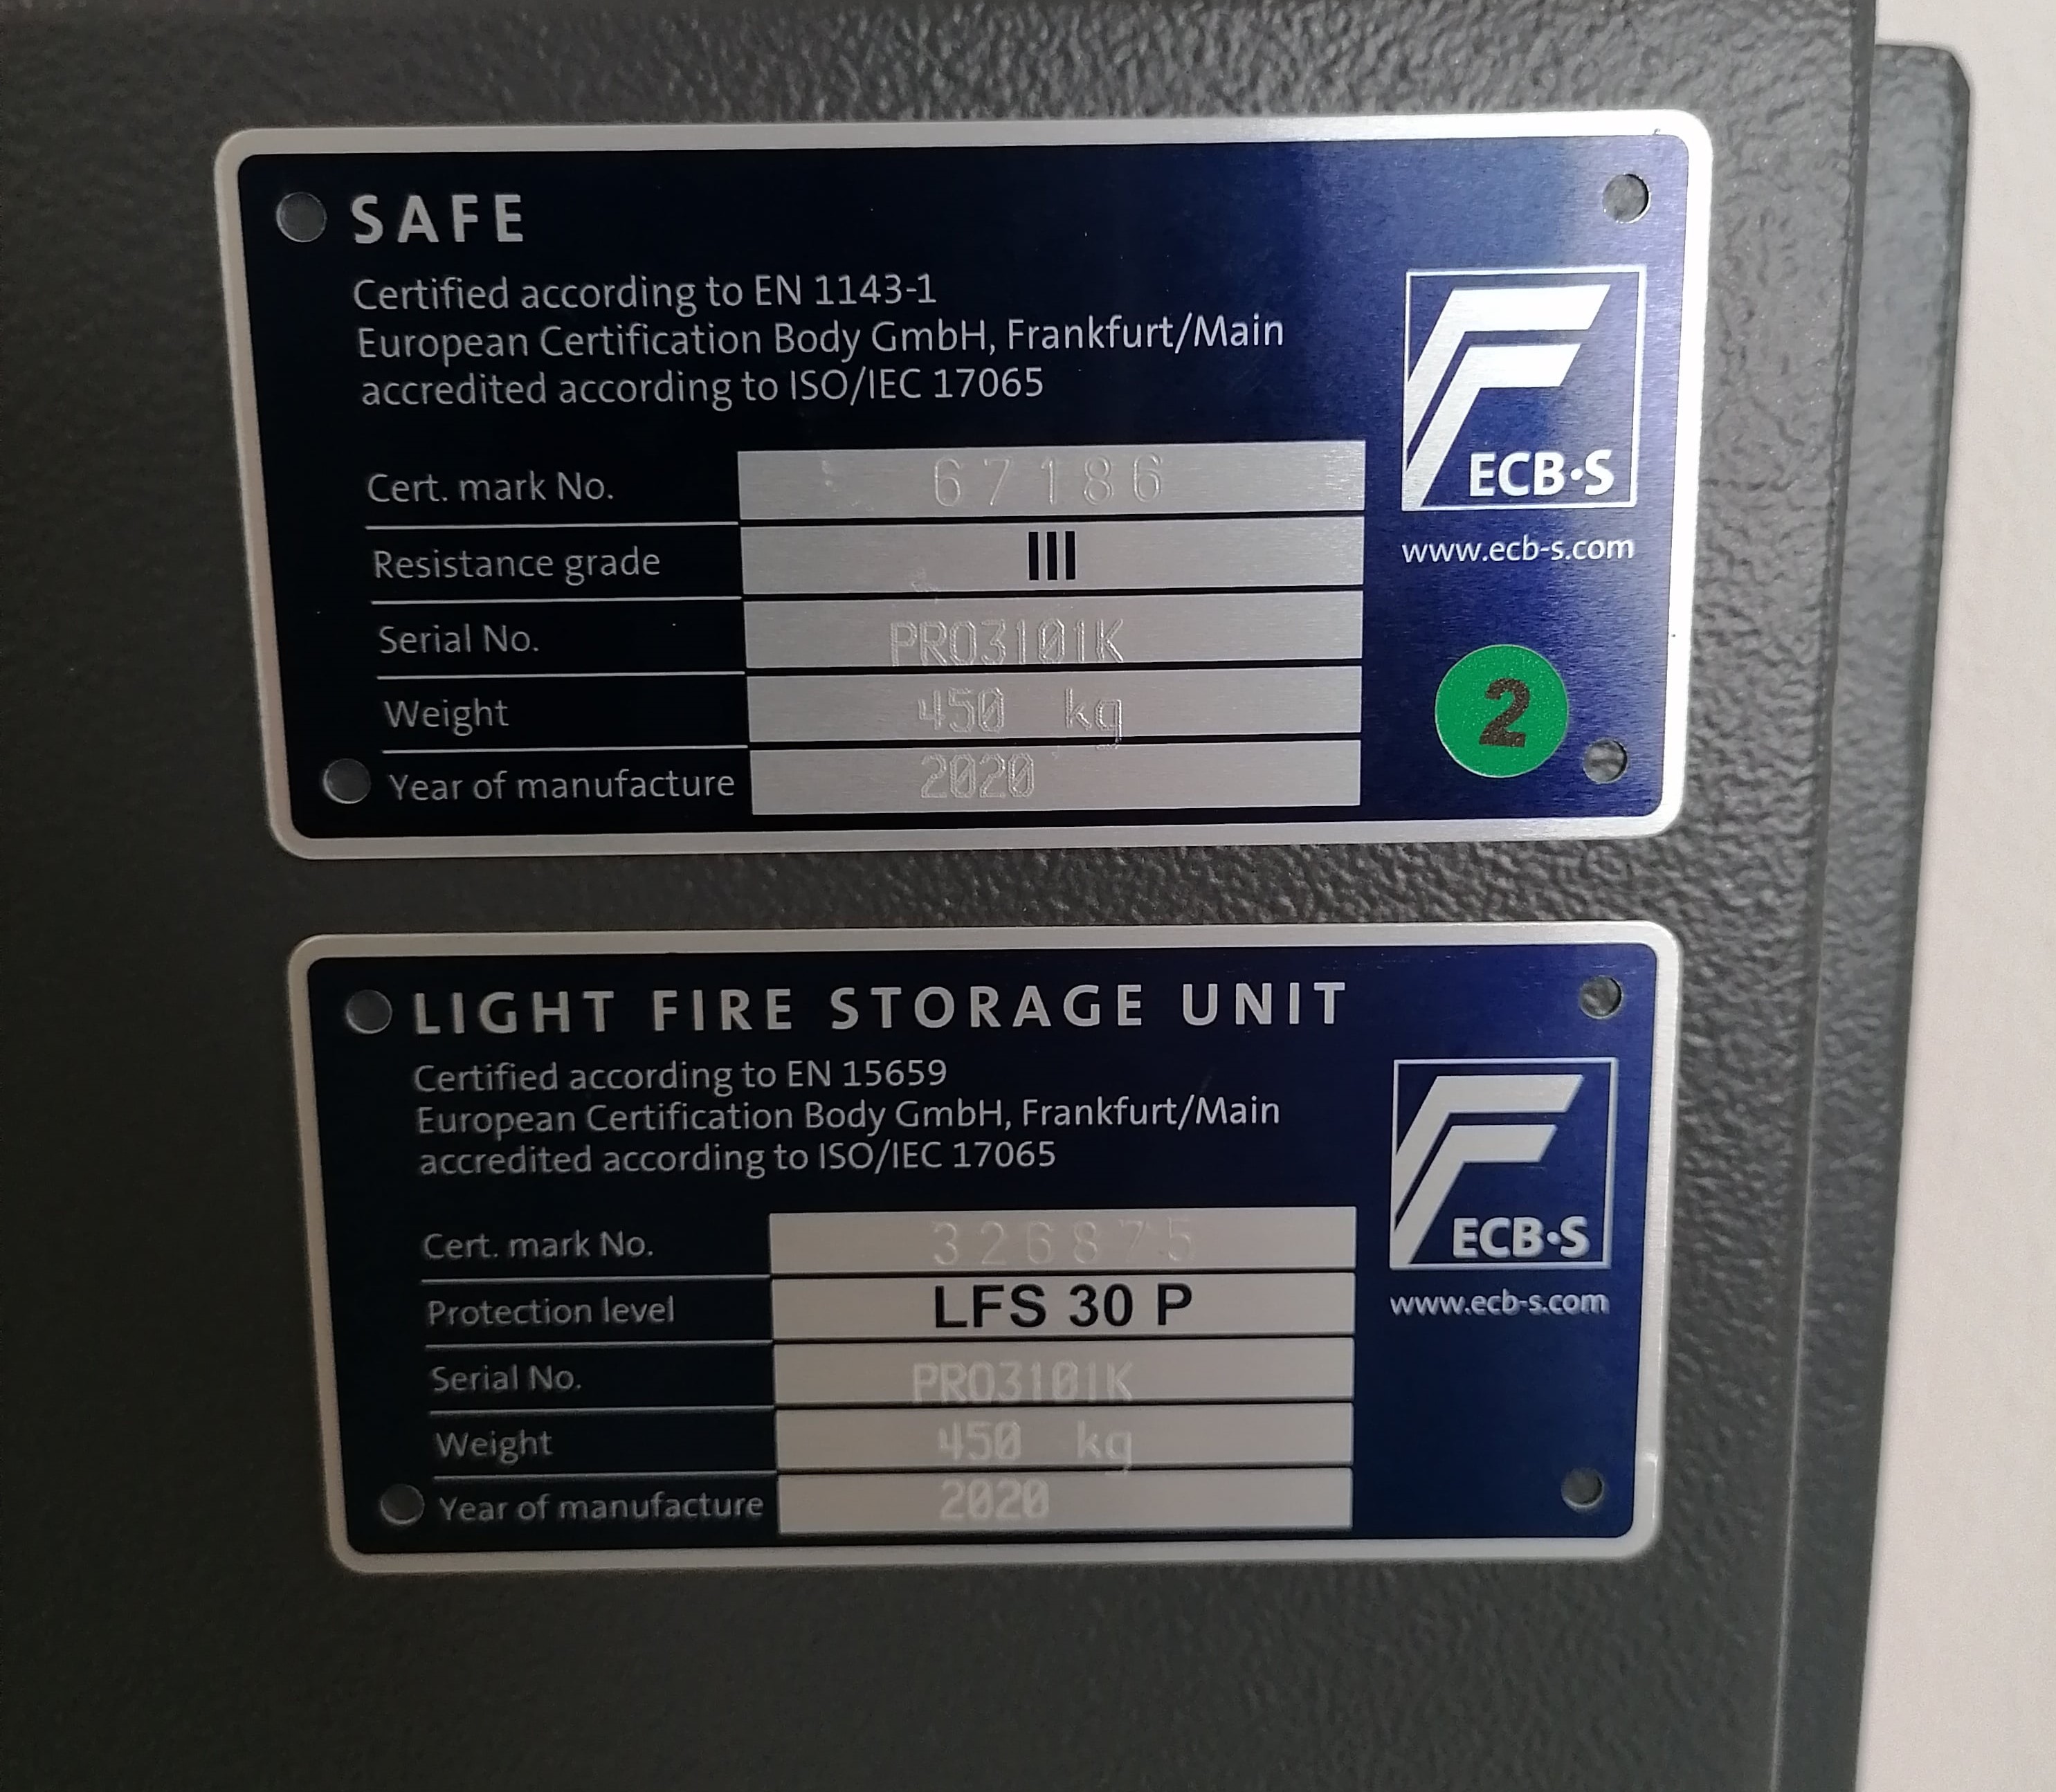 SAFE
Certified according to EN 1143-1
European Certification Body GmbH, Frankfurt/Main
accredited according to ISO/IEC 17065
ECB·S
www.ecb-s.com
Cert. mark No. 67186
Resistance grade III
Serial No. PRO3101K
Weight 450 kg
Year of manufacture 2020
2
LIGHT FIRE STORAGE UNIT
Certified according to EN 15659
European Certification Body GmbH, Frankfurt/Main
accredited according to ISO/IEC 17065
ECB·S
www.ecb-s.com
Cert. mark No. 326875
Protection level LFS 30 P
Serial No. PRO3101K
Weight 450 kg
Year of manufacture 2020